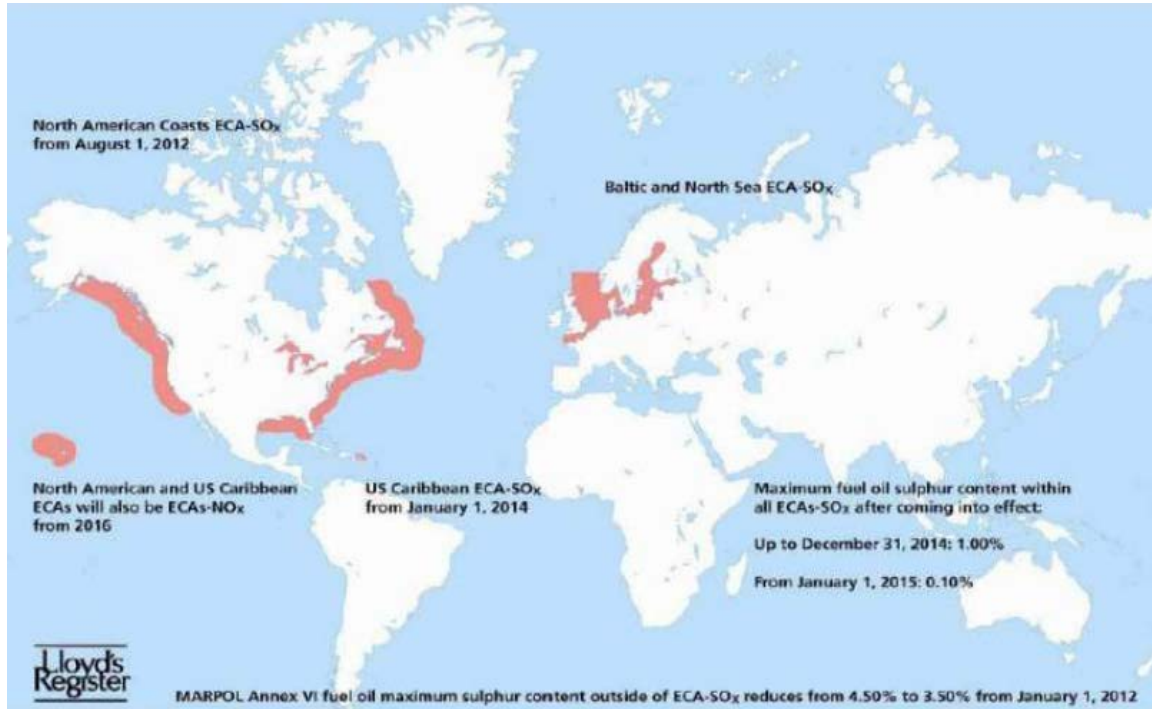 North American Coasts ECA-SOx
from August 1, 2012
Baltic and North Sea ECA-SOx
North American and US Caribbean
ECAs will also be ECAs-NOx
from 2016
US Caribbean ECA-SOx
from January 1, 2014
Maximum fuel oil sulphur content within
all ECAs-SOx after coming into effect:
Up to December 31, 2014: 1.00%
From January 1, 2015: 0.10%
Lloyd's
Register
MARPOL Annex VI fuel oil maximum sulphur content outside of ECA-SOx reduces from 4.50% to 3.50% from January 1, 2012